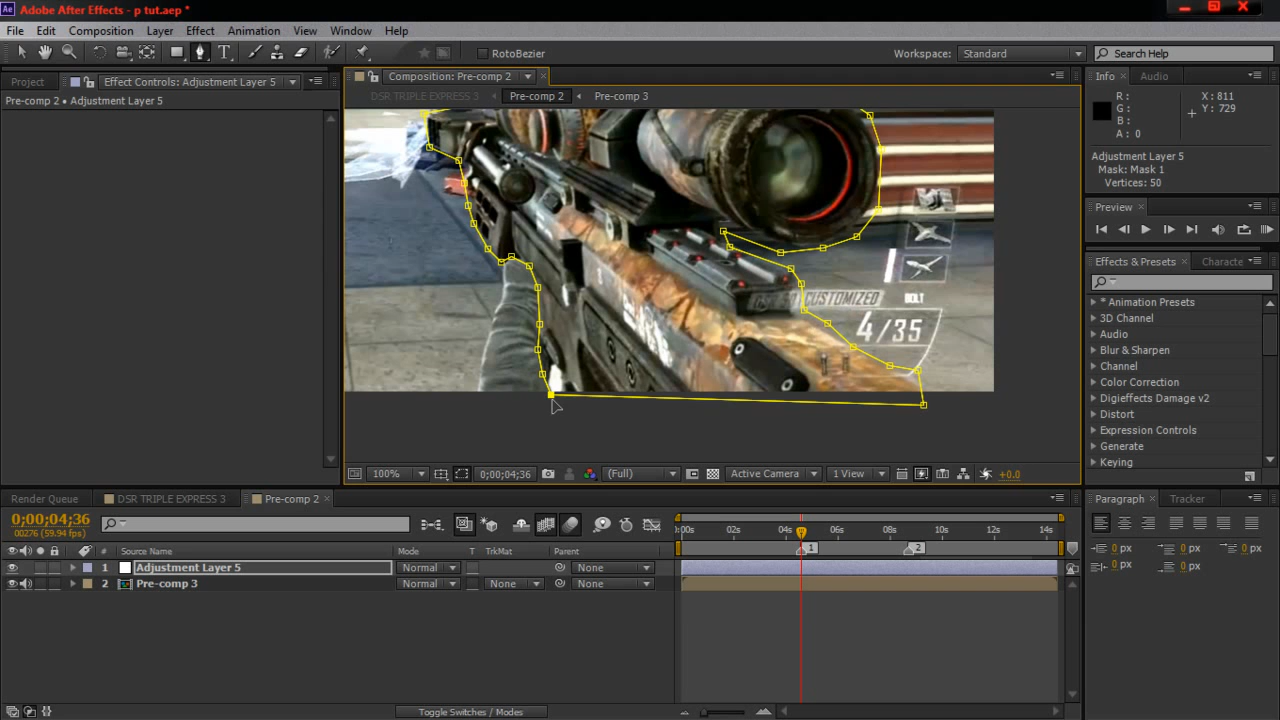 Adobe After Effects - p tut.aep *
File Edit Composition Layer Effect Animation View Window Help
RotoBezier
Workspace: Standard
Search Help
Project Effect Controls: Adjustment Layer 5
Pre-comp 2 • Adjustment Layer 5
Composition: Pre-comp 2
DSR TRIPLE EXPRESS 3 Pre-comp 2 Pre-comp 3
CUSTOMIZED
BOLT
4/35
100% 0;00;04;36 (Full) Active Camera 1 View +0.0
Info Audio
R : X : 811
G : Y : 729
B :
A : 0
Adjustment Layer 5
Mask: Mask 1
Vertices: 50
Preview
Effects & Presets Characte
* Animation Presets
3D Channel
Audio
Blur & Sharpen
Channel
Color Correction
Digieffects Damage v2
Distort
Expression Controls
Generate
Keying
Render Queue DSR TRIPLE EXPRESS 3 Pre-comp 2
0;00;04;36
00276 (59.94 fps)
# Source Name Mode T TrkMat Parent
1 Adjustment Layer 5 Normal None
2 Pre-comp 3 Normal None None
0:00s 02s 04s 06s 08s 10s 12s 14s
1 2
Toggle Switches / Modes
Paragraph Tracker
0 px 0 px 0 px
0 px 0 px